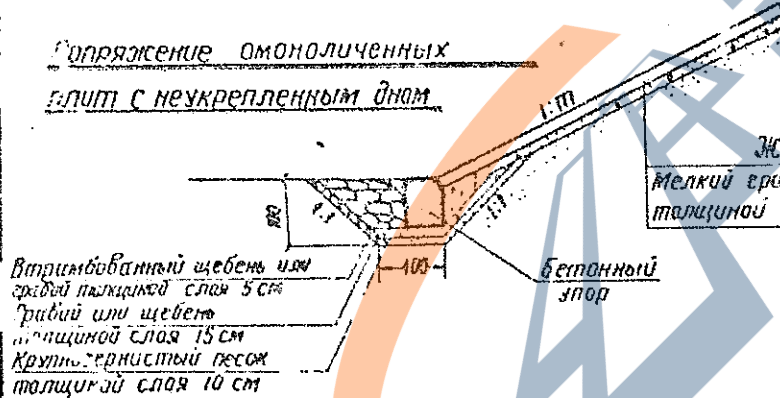 Сопряжение омоноличенных
плит с неукрепленным дном
1:m
Мелкий
толщиной
100
1:1
1:1
100
Бетонный
упор
Втрамбованный щебень или
гравий толщиной слоя 5 см
Гравий или щебень
толщиной слоя 15 см
Крупнозернистый песок
толщиной слоя 10 см